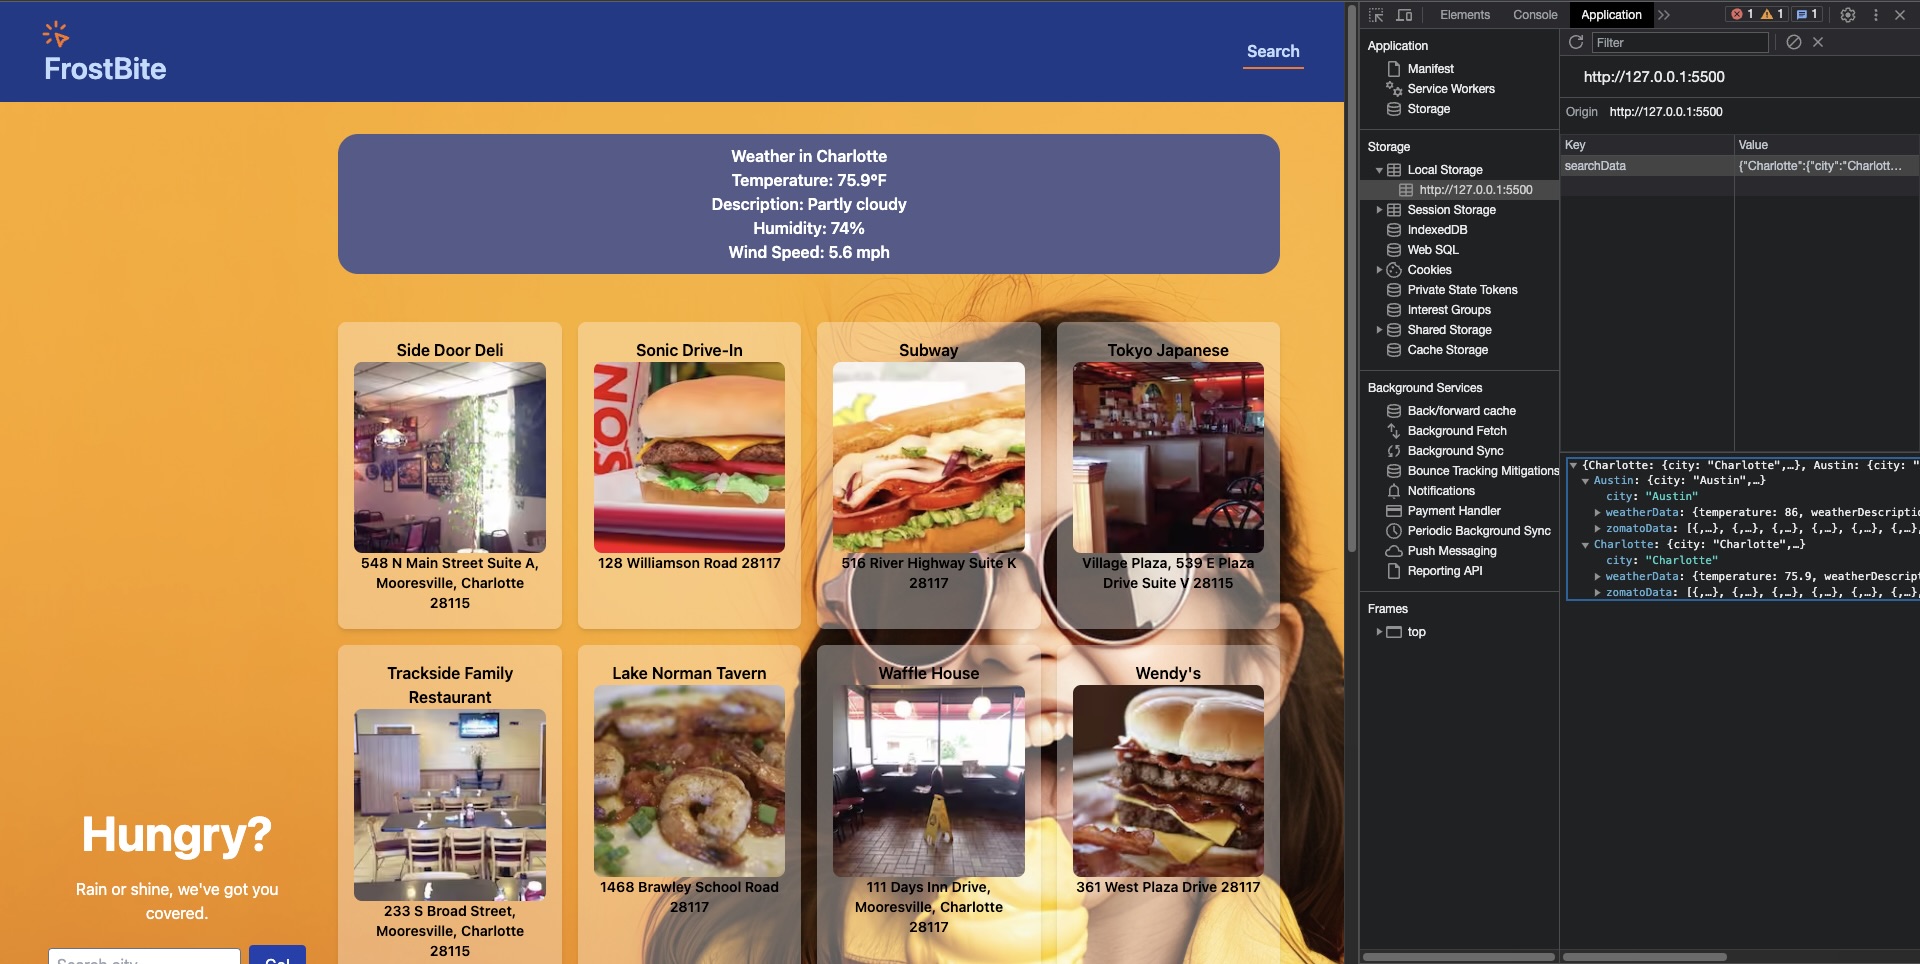 FrostBite
Search
Weather in Charlotte
Temperature: 75.9°F
Description: Partly cloudy
Humidity: 74%
Wind Speed: 5.6 mph
Side Door Deli
548 N Main Street Suite A,
Mooresville, Charlotte
28115
Sonic Drive-In
SON
128 Williamson Road 28117
Subway
516 River Highway Suite K
28117
Tokyo Japanese
Village Plaza, 539 E Plaza
Drive Suite V 28115
Trackside Family
Restaurant
233 S Broad Street,
Mooresville, Charlotte
28115
Lake Norman Tavern
1468 Brawley School Road
28117
Waffle House
111 Days Inn Drive,
Mooresville, Charlotte
28117
Wendy's
361 West Plaza Drive 28117
Hungry?
Rain or shine, we've got you
covered.
Search city
Go!
Elements
Console
Application
1
1
1
Application
Manifest
Service Workers
Storage
Storage
Local Storage
http://127.0.0.1:5500
Session Storage
IndexedDB
Web SQL
Cookies
Private State Tokens
Interest Groups
Shared Storage
Cache Storage
Background Services
Back/forward cache
Background Fetch
Background Sync
Bounce Tracking Mitigations
Notifications
Payment Handler
Periodic Background Sync
Push Messaging
Reporting API
Frames
top
Filter
http://127.0.0.1:5500
Origin http://127.0.0.1:5500
Key Value
searchData {"Charlotte":{"city":"Charlott…
{Charlotte: {city: "Charlotte",…}, Austin: {city: "
Austin: {city: "Austin",…}
city: "Austin"
weatherData: {temperature: 86, weatherDescriptio
zomatoData: [{,…}, {,…}, {,…}, {,…}, {,…}, {,…},
Charlotte: {city: "Charlotte",…}
city: "Charlotte"
weatherData: {temperature: 75.9, weatherDescript
zomatoData: [{,…}, {,…}, {,…}, {,…}, {,…}, {,…},